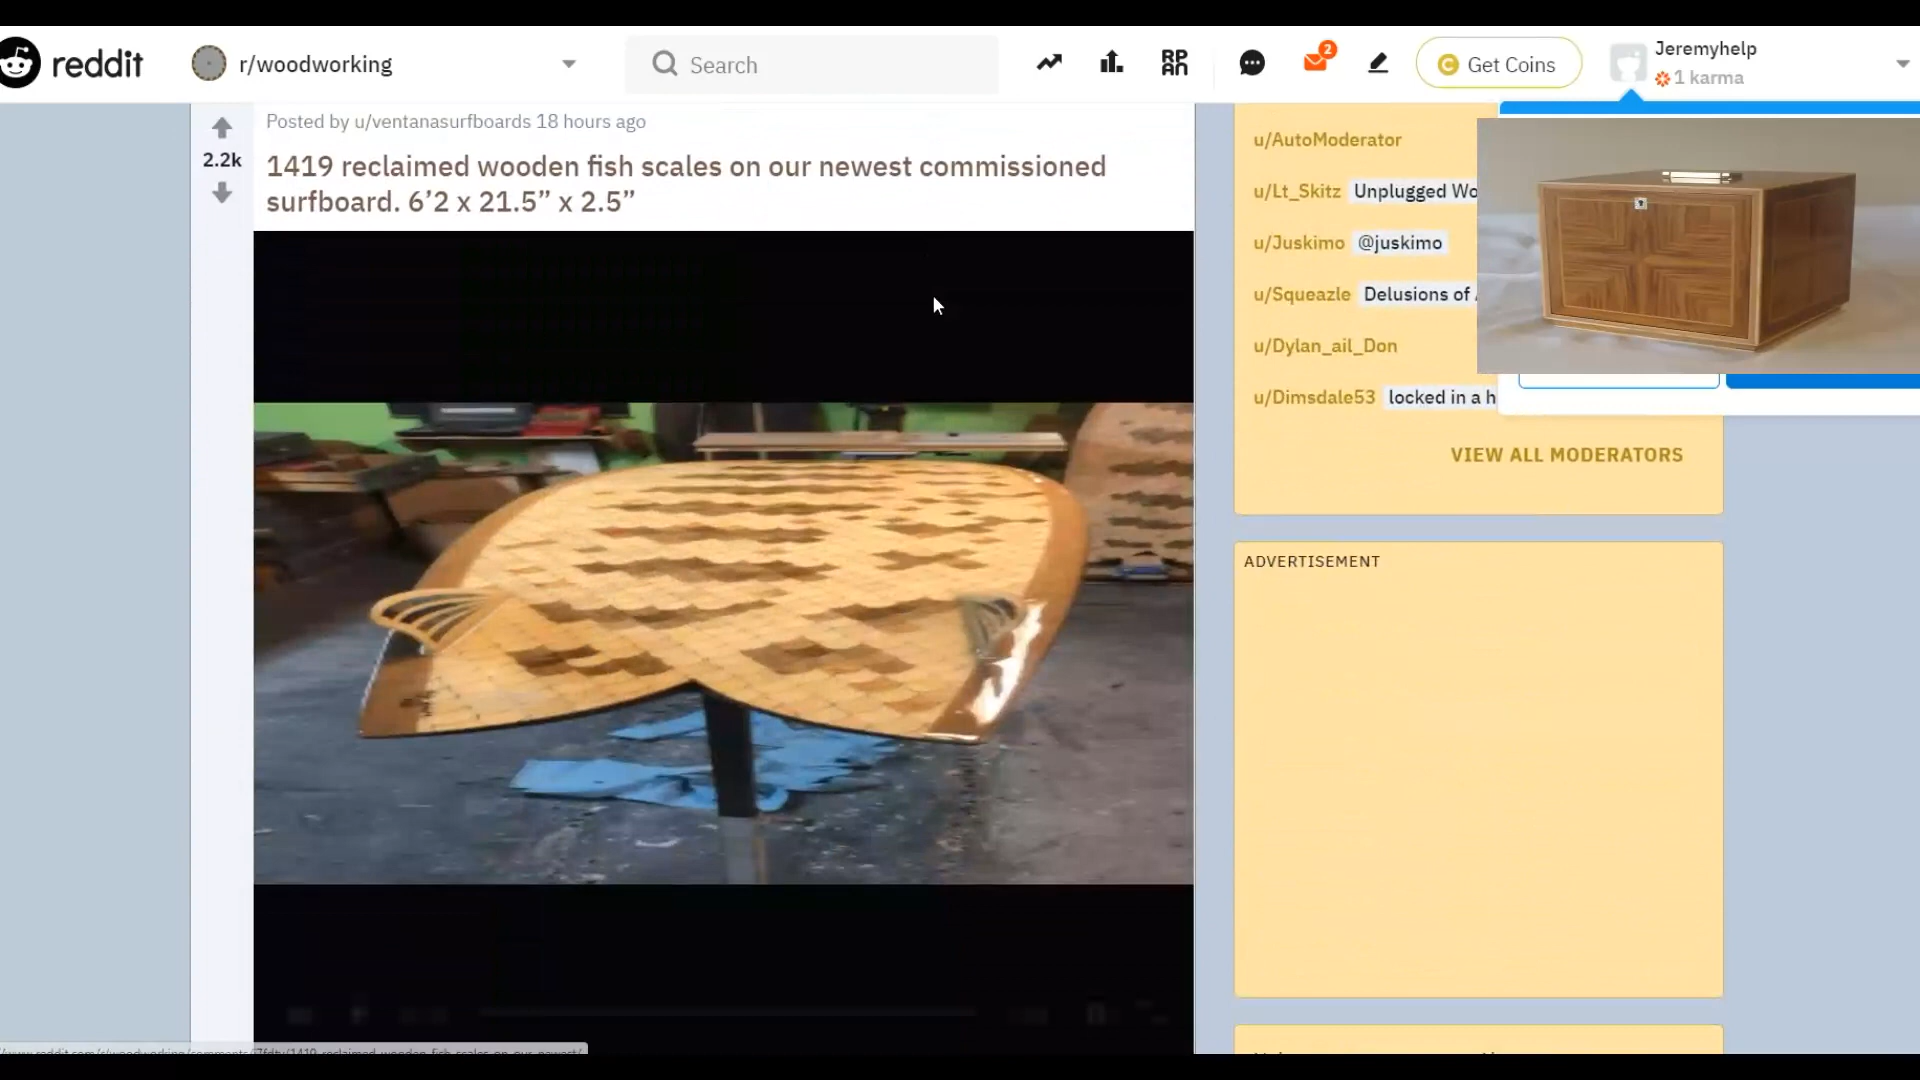 reddit
r/woodworking
Search
RPAN
2
Get Coins
Jeremyhelp
1 karma
Posted by u/ventanasurfboards 18 hours ago
2.2k
1419 reclaimed wooden fish scales on our newest commissioned
surfboard. 6’2 x 21.5” x 2.5”
u/AutoModerator
u/Lt_Skitz Unplugged Wo
u/Juskimo @juskimo
u/Squeazle Delusions of
u/Dylan_ail_Don
u/Dimsdale53 locked in a h
VIEW ALL MODERATORS
ADVERTISEMENT